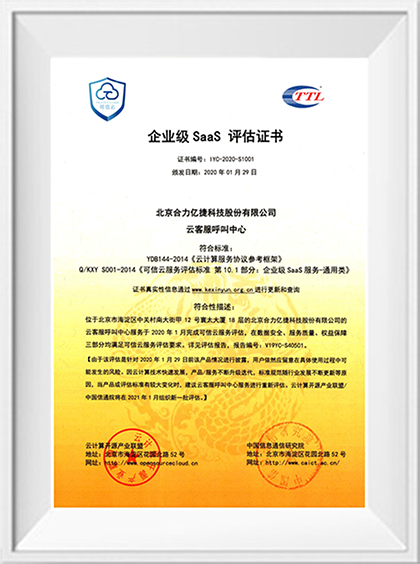 可信云
TTL
企业级 SaaS 评估证书
证书编号：IYC-2020-S1001
颁发日期：2020 年 01 月 29 日
北京合力亿捷科技股份有限公司
云客服呼叫中心
符合标准：
YDB144-2014《云计算服务协议参考框架》
Q/KXY S001-2014《可信云服务评估标准 第 10.1 部分：企业级 SaaS 服务-通用类》
证书真实性信息通过 www.kexinyun.org.cn 进行更新和查询
符合性描述：
位于北京市海淀区中关村南大街甲 12 号寰太大厦 18 层的北京合力亿捷科技股份有限公司的
云客服呼叫中心服务于 2020 年 1 月完成可信云服务评估，在数据安全、服务质量、权益保障
三部分均满足可信云服务评估要求。详见评估报告，报告编号：V19YC-S40501。
【由于该评估是针对 2020 年 1 月 29 日前该产品情况进行披露，用户依然应留意在具体使用过程中可
能发生的风险。因云计算技术快速发展，产品/服务不断升级迭代，标准规范随行业发展不断更新等原
因，当产品或评估标准有较大变化时，建议云客服呼叫中心服务进行重新评估。云计算开源产业联盟/
中国信通院将在 2021 年 1 月组织新一批评估。】
云计算开源产业联盟
中国信息通信研究院
地址：北京市海淀区花园北路 52 号
地址：北京市海淀区花园北路 52 号
网址：http://www.opensourcecloud.cn/
网址：http://www.caict.ac.cn/